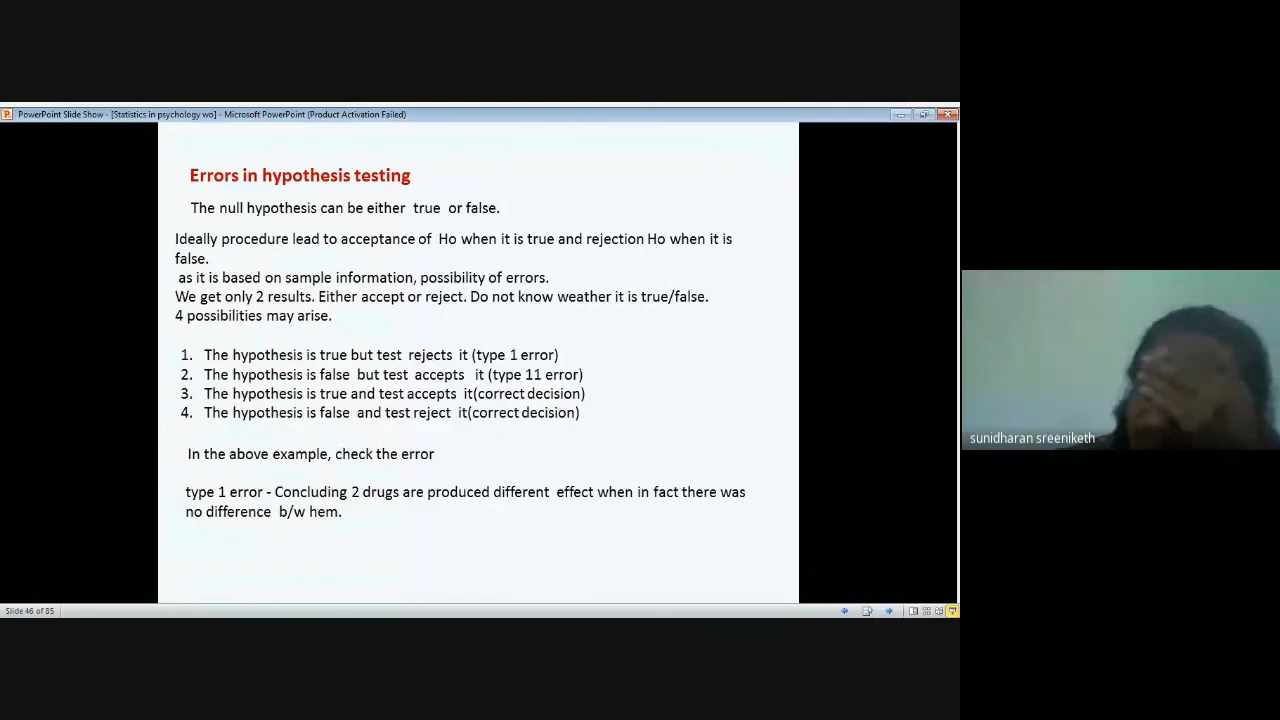 PowerPoint Slide Show - [Statistics in psychology wo] - Microsoft PowerPoint (Product Activation Failed)
Errors in hypothesis testing
The null hypothesis can be either true or false.
Ideally procedure lead to acceptance of Ho when it is true and rejection Ho when it is
false.
as it is based on sample information, possibility of errors.
We get only 2 results. Either accept or reject. Do not know weather it is true/false.
4 possibilities may arise.
1. The hypothesis is true but test rejects it (type 1 error)
2. The hypothesis is false but test accepts it (type 11 error)
3. The hypothesis is true and test accepts it(correct decision)
4. The hypothesis is false and test reject it(correct decision)
In the above example, check the error
type 1 error - Concluding 2 drugs are produced different effect when in fact there was
no difference b/w hem.
sunidharan sreeniketh
Slide 46 of 85